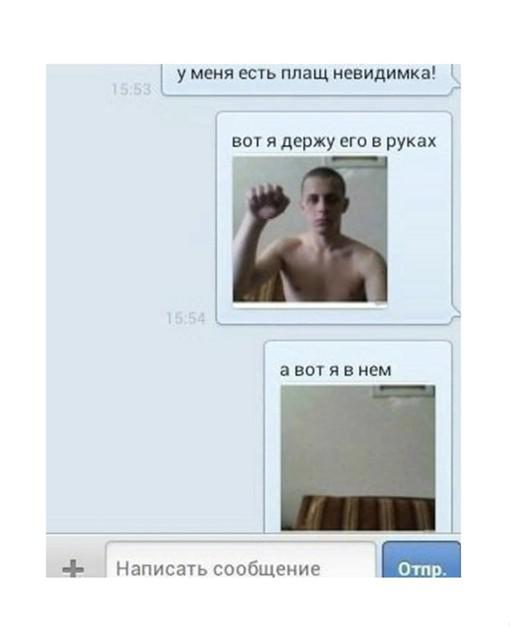 у меня есть плащ невидимка!
15:53
вот я держу его в руках
15:54
а вот я в нем
Написать сообщение
Отпр.